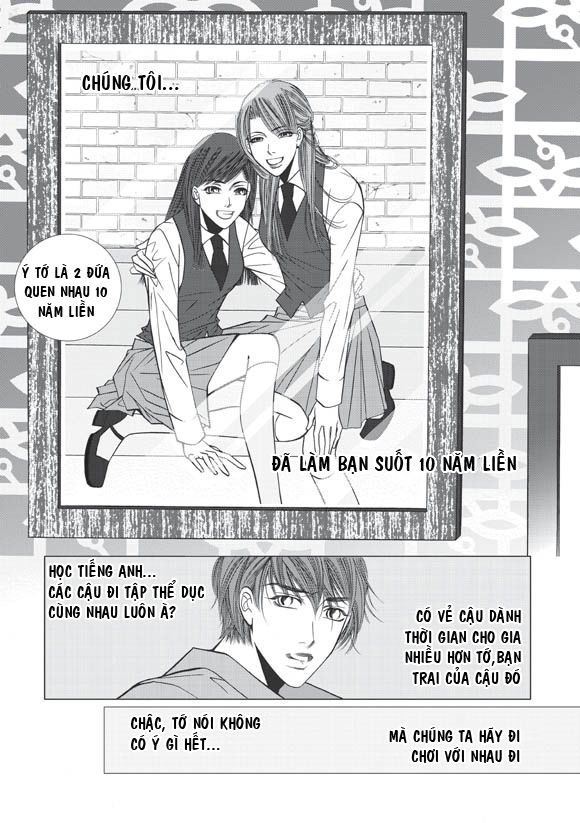 CHÚNG TÔI...
Ý TỚ LÀ 2 ĐỨA
QUEN NHAU 10
NĂM LIỀN
ĐÃ LÀM BẠN SUỐT 10 NĂM LIỀN
HỌC TIẾNG ANH...
CÁC CẬU ĐI TẬP THỂ DỤC
CÙNG NHAU LUÔN À?
CÓ VẺ CẬU DÀNH
THỜI GIAN CHO GIA
NHIỀU HƠN TỚ,BẠN
TRAI CỦA CẬU ĐÓ
CHẬC, TỚ NÓI KHÔNG
CÓ Ý GÌ HẾT...
MÀ CHÚNG TA HÃY ĐI
CHƠI VỚI NHAU ĐI